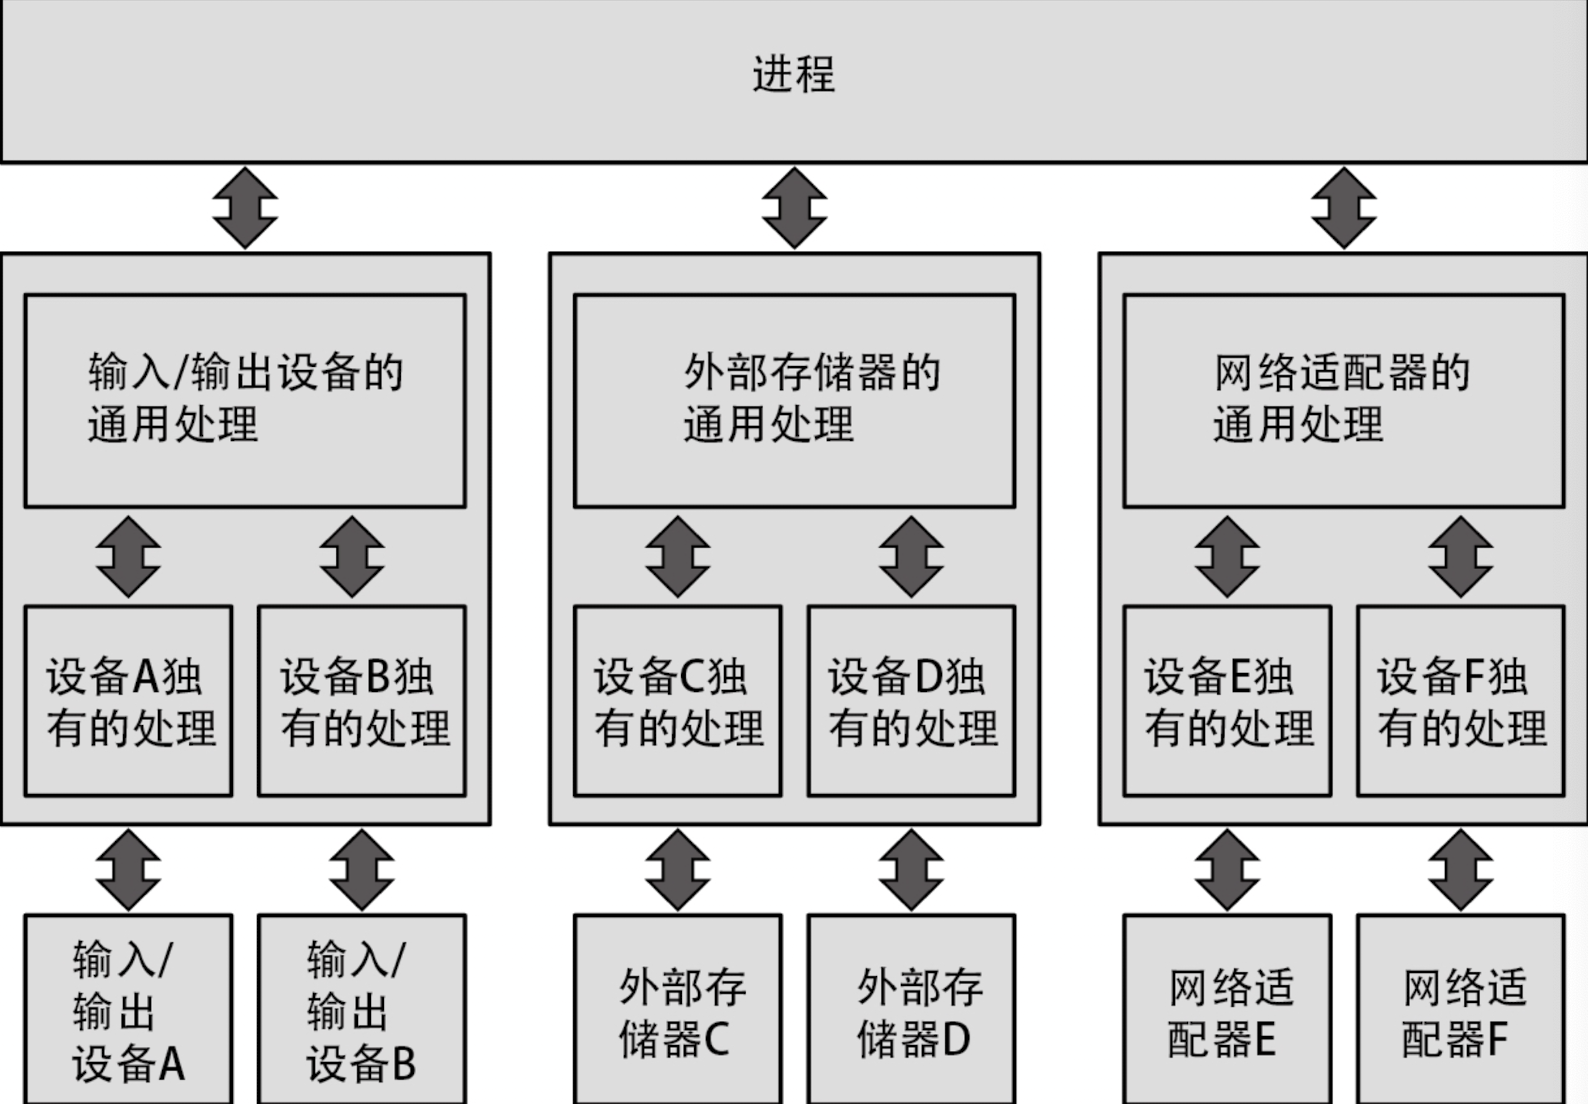 进程
输入/输出设备的
通用处理
外部存储器的
通用处理
网络适配器的
通用处理
设备A独
有的处理
设备B独
有的处理
设备C独
有的处理
设备D独
有的处理
设备E独
有的处理
设备F独
有的处理
输入/
输出
设备A
输入/
输出
设备B
外部存
储器C
外部存
储器D
网络适
配器E
网络适
配器F